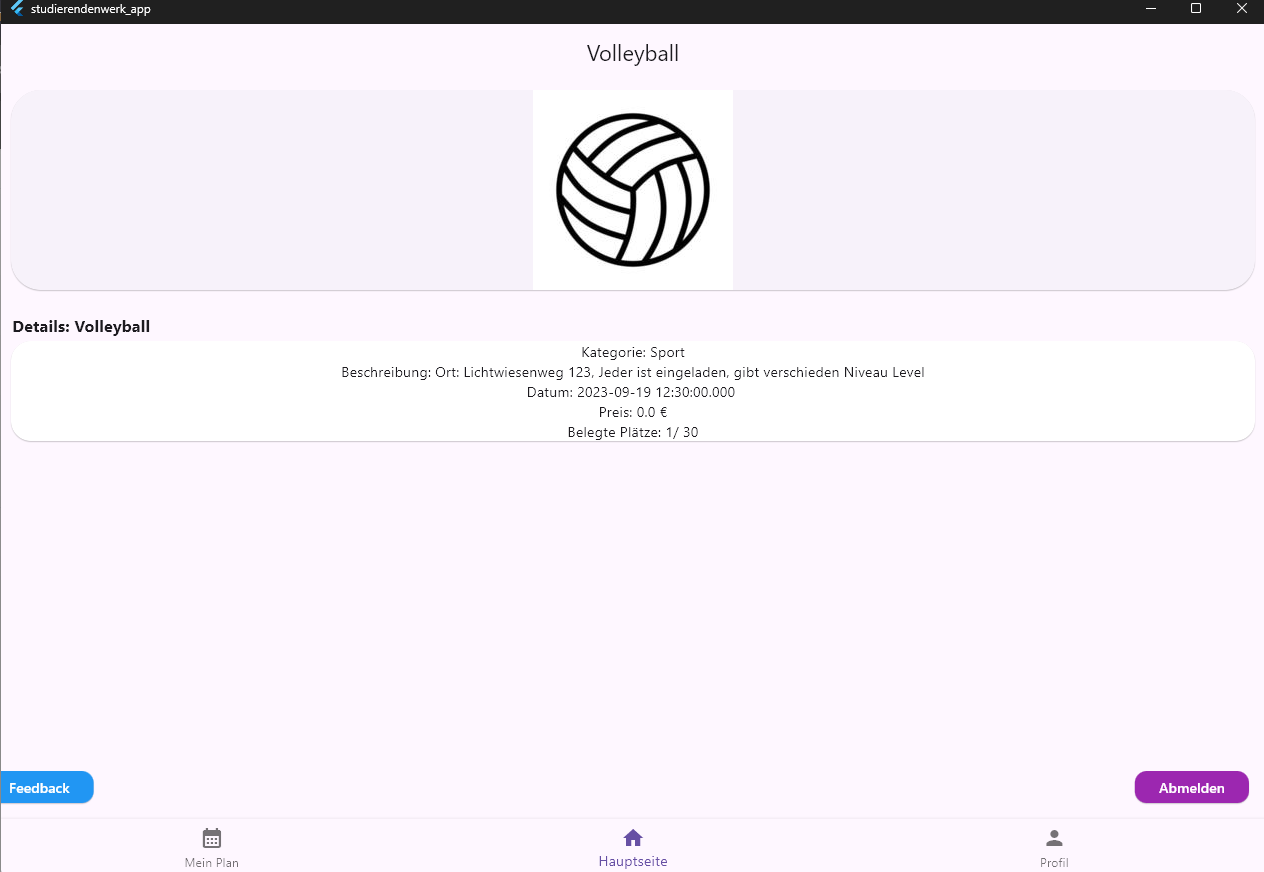 studierendenwerk_app
Volleyball
Details: Volleyball
Kategorie: Sport
Beschreibung: Ort: Lichtwiesenweg 123, Jeder ist eingeladen, gibt verschieden Niveau Level
Datum: 2023-09-19 12:30:00.000
Preis: 0.0 €
Belegte Plätze: 1/ 30
Feedback
Abmelden
Mein Plan
Hauptseite
Profil